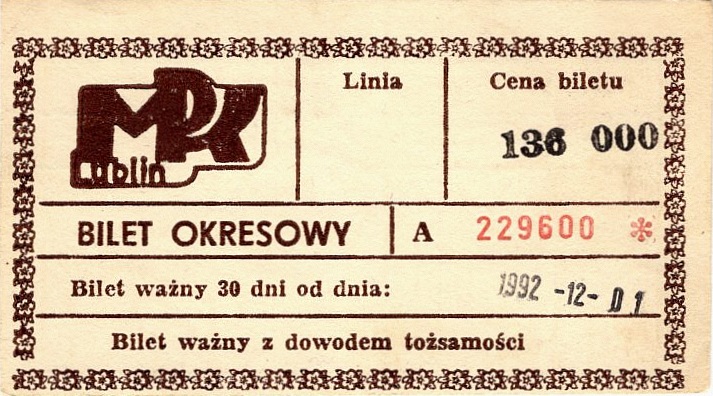 MPK
Lublin
Linia
Cena biletu
136 000
BILET OKRESOWY
A
229600 *
Bilet ważny 30 dni od dnia:
1992 -12- 01
Bilet ważny z dowodem tożsamości